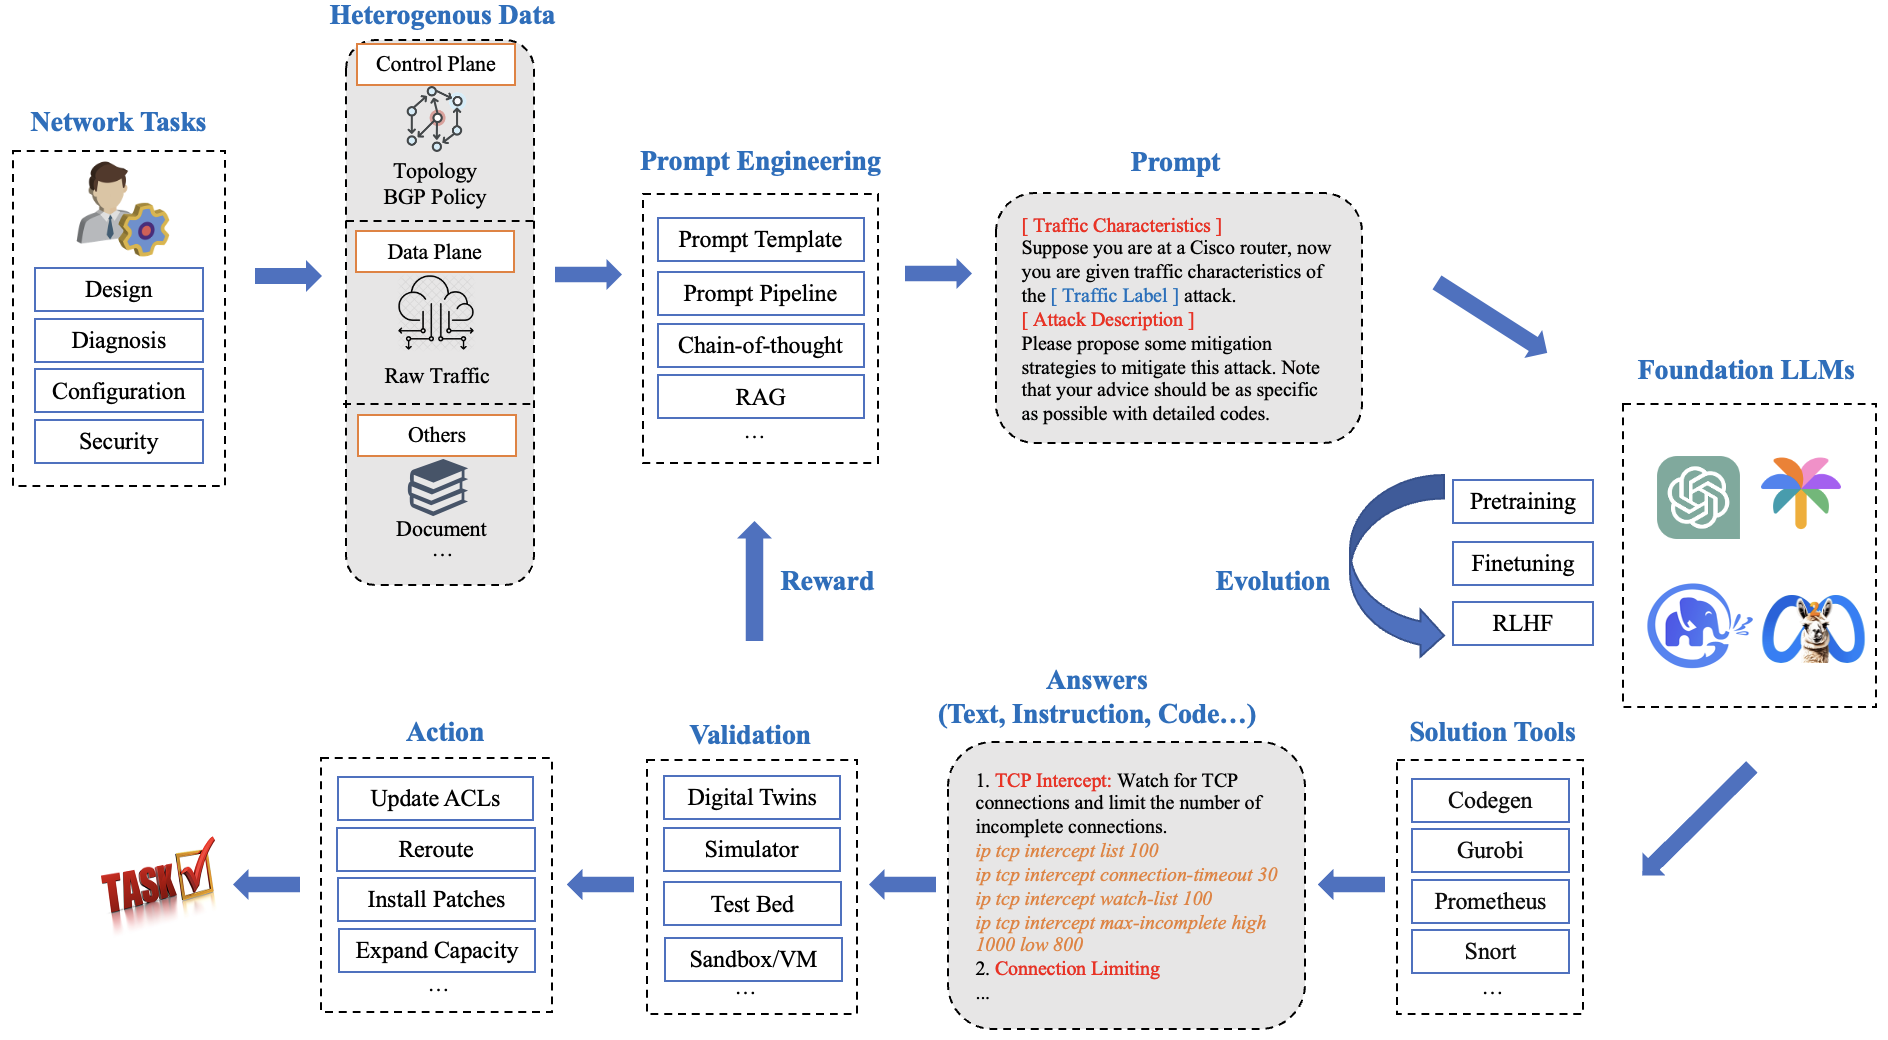 Heterogenous Data
Control Plane
Topology
BGP Policy
Data Plane
Raw Traffic
Others
Document
...
Network Tasks
Design
Diagnosis
Configuration
Security
Prompt Engineering
Prompt Template
Prompt Pipeline
Chain-of-thought
RAG
...
Prompt
[ Traffic Characteristics ]
Suppose you are at a Cisco router, now
you are given traffic characteristics of
the [ Traffic Label ] attack.
[ Attack Description ]
Please propose some mitigation
strategies to mitigate this attack. Note
that your advice should be as specific
as possible with detailed codes.
Foundation LLMs
Evolution
Pretraining
Finetuning
RLHF
Reward
Solution Tools
Codegen
Gurobi
Prometheus
Snort
...
Answers
(Text, Instruction, Code...)
1. TCP Intercept: Watch for TCP
connections and limit the number of
incomplete connections.
ip tcp intercept list 100
ip tcp intercept connection-timeout 30
ip tcp intercept watch-list 100
ip tcp intercept max-incomplete high
1000 low 800
2. Connection Limiting
...
Validation
Digital Twins
Simulator
Test Bed
Sandbox/VM
...
Action
Update ACLs
Reroute
Install Patches
Expand Capacity
...
TASK